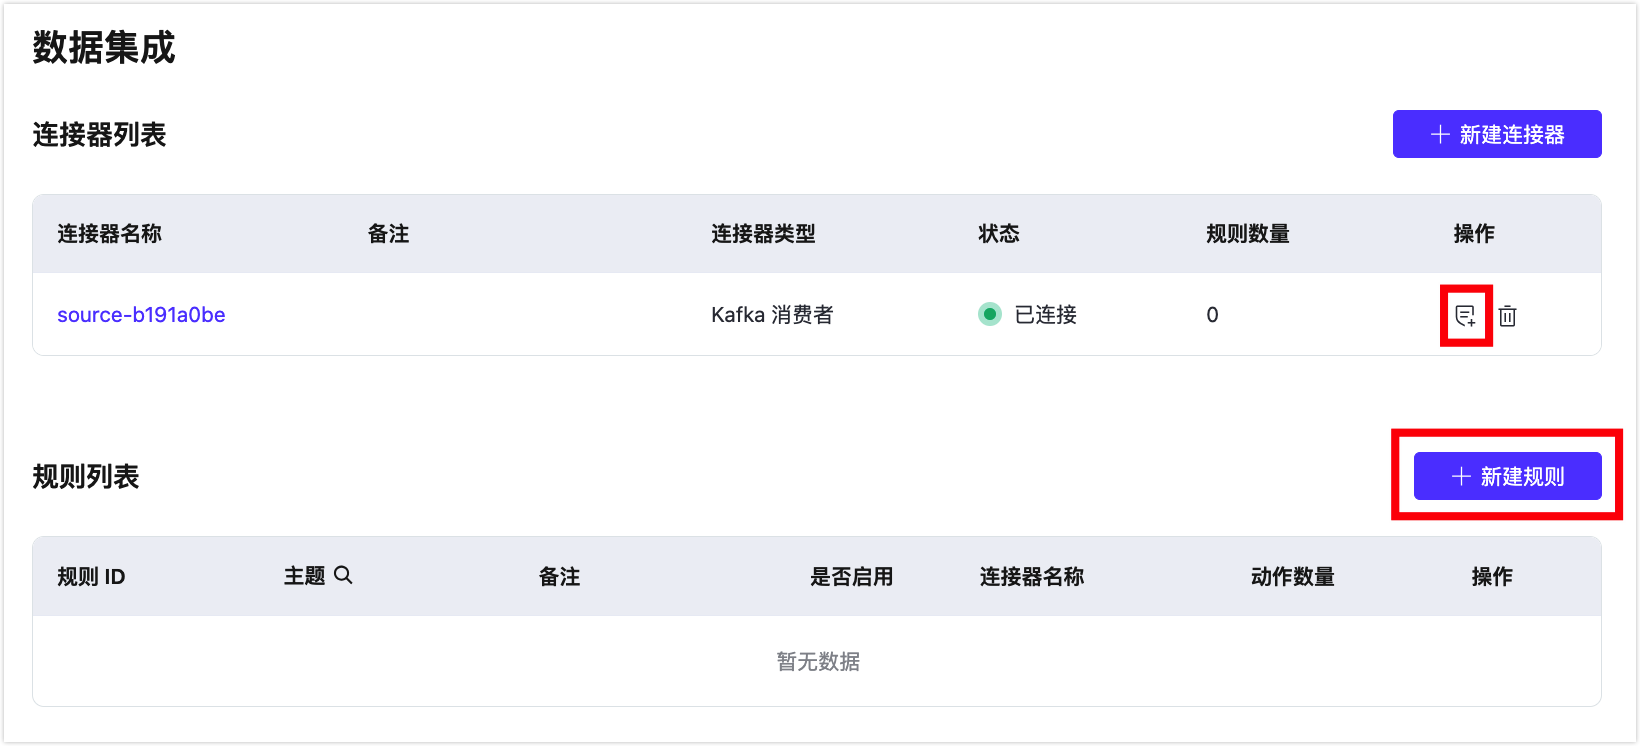 数据集成
连接器列表
新建连接器
连接器名称 备注 连接器类型 状态 规则数量 操作
source-b191a0be Kafka 消费者 已连接 0
规则列表
新建规则
规则 ID 主题 备注 是否启用 连接器名称 动作数量 操作
暂无数据